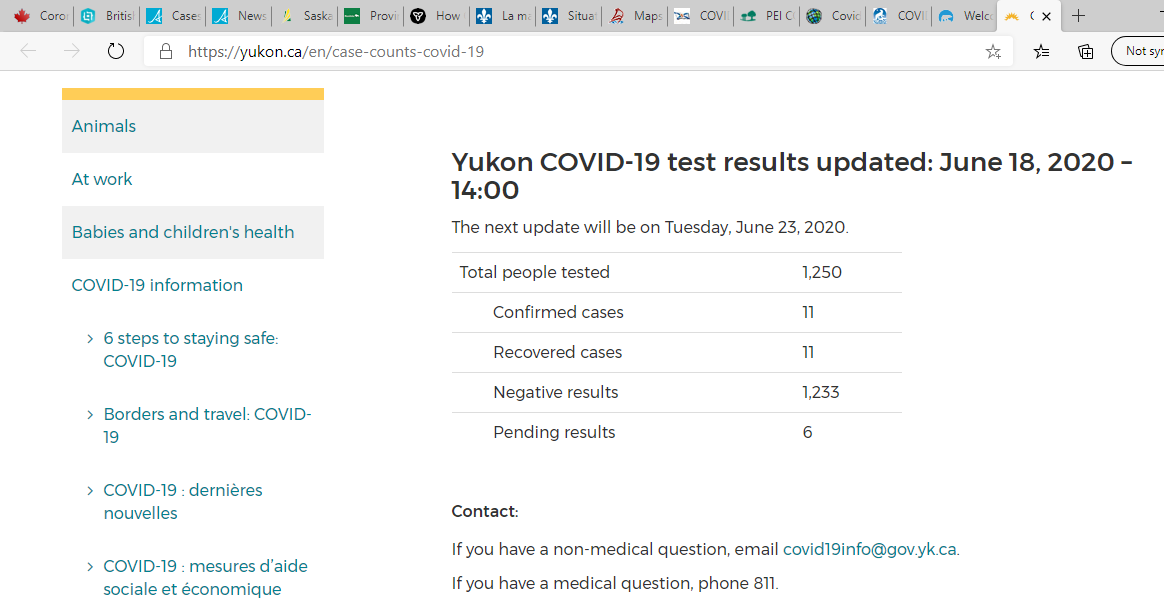 Coror
Britis
Case
News
Saska
Provi
How
La ma
Situa
Maps
COVI
PEI C
Covid
COVI
Welco
https://yukon.ca/en/case-counts-covid-19
Not syn
Animals
At work
Babies and children's health
COVID-19 information
6 steps to staying safe:
COVID-19
Borders and travel: COVID-
19
COVID-19 : dernières
nouvelles
COVID-19 : mesures d'aide
sociale et économique
Yukon COVID-19 test results updated: June 18, 2020 –
14:00
The next update will be on Tuesday, June 23, 2020.
Total people tested 1,250
Confirmed cases 11
Recovered cases 11
Negative results 1,233
Pending results 6
Contact:
If you have a non-medical question, email covid19info@gov.yk.ca.
If you have a medical question, phone 811.